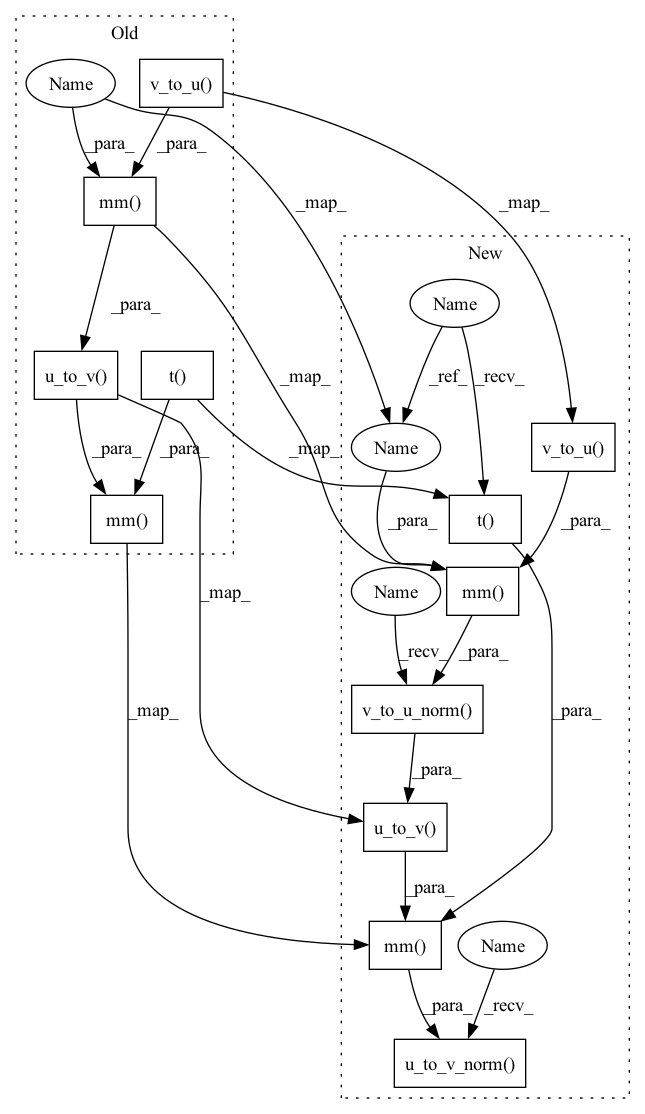 Old
Name
v_to_u()
_para_
_para_
mm()
_map_
_map_
New
Name
_para_
u_to_v()
t()
_map_
_ref_
_recv_
Name
v_to_u()
_para_
_para_
_map_
mm()
_para_
t()
_para_
Name
mm()
_map_
_recv_
_para_
_map_
v_to_u_norm()
_para_
_para_
u_to_v()
_para_
mm()
Name
_para_
_recv_
u_to_v_norm()